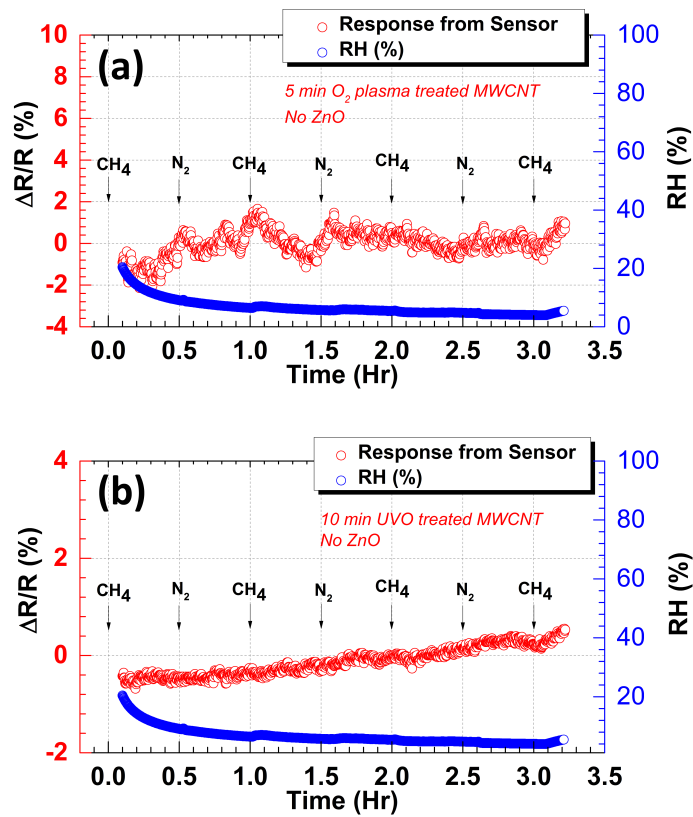 (a)
Response from Sensor
RH (%)
5 min O₂ plasma treated MWCNT
No ZnO
CH₄ N₂ CH₄ N₂ CH₄ N₂ CH₄
ΔR/R (%)
10
8
6
4
2
0
-2
-4
RH (%)
100
80
60
40
20
0
0.0 0.5 1.0 1.5 2.0 2.5 3.0 3.5
Time (Hr)
(b)
Response from Sensor
RH (%)
10 min UVO treated MWCNT
No ZnO
CH₄ N₂ CH₄ N₂ CH₄ N₂ CH₄
ΔR/R (%)
4
2
0
-2
RH (%)
100
80
60
40
20
0.0 0.5 1.0 1.5 2.0 2.5 3.0 3.5
Time (Hr)